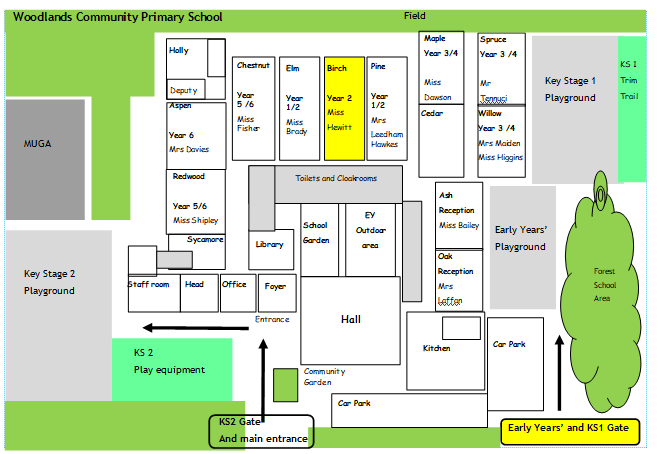 Woodlands Community Primary School
Field
Holly
Deputy
Chestnut
Year
5/6
Miss
Fisher
Elm
Year
1/2
Miss
Brady
Birch
Year 2
Miss
Hewitt
Pine
Year
1/2
Mrs
Leedham
Hawkes
Maple
Year 3/4
Miss
Dawson
Spruce
Year 3 /4
Mr
Tennuci
Key Stage 1
Playground
KS 1
Trim
Trail
MUGA
Aspen
Year 6
Mrs Davies
Cedar
Willow
Year 3 /4
Mrs Maiden
Miss Higgins
Redwood
Year 5/6
Miss Shipley
Toilets and Cloakrooms
Ash
Reception
Miss Bailey
Early Years'
Playground
Forest
School
Area
Sycamore
Library
School
Garden
EY
Outdoor
area
Oak
Reception
Mrs
Laffan
Key Stage 2
Playground
Staff room
Head
Office
Foyer
Entrance
Hall
Kitchen
Car Park
KS 2
Play equipment
Community
Garden
Car Park
KS2 Gate
And main entrance
Early Years' and KS1 Gate